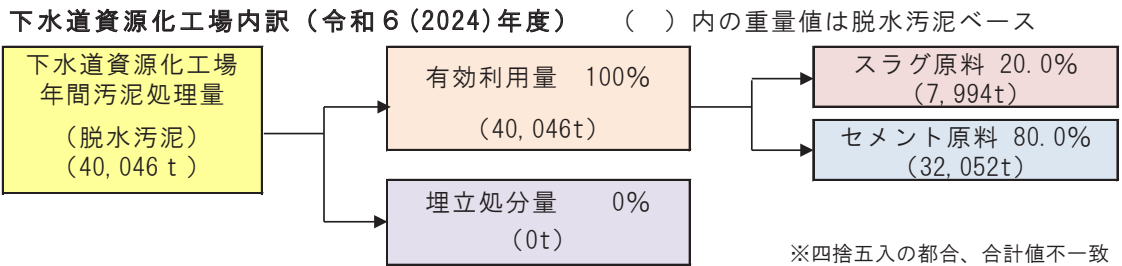 下水道資源化工場内訳（令和６(2024)年度）　（　）内の重量値は脱水汚泥ベース
下水道資源化工場
年間汚泥処理量
（脱水汚泥）
（40,046ｔ）
有効利用量　100%
（40,046t）
埋立処分量　0%
（0t）
スラグ原料 20.0%
（7,994t）
セメント原料 80.0%
（32,052t）
※四捨五入の都合、合計値不一致